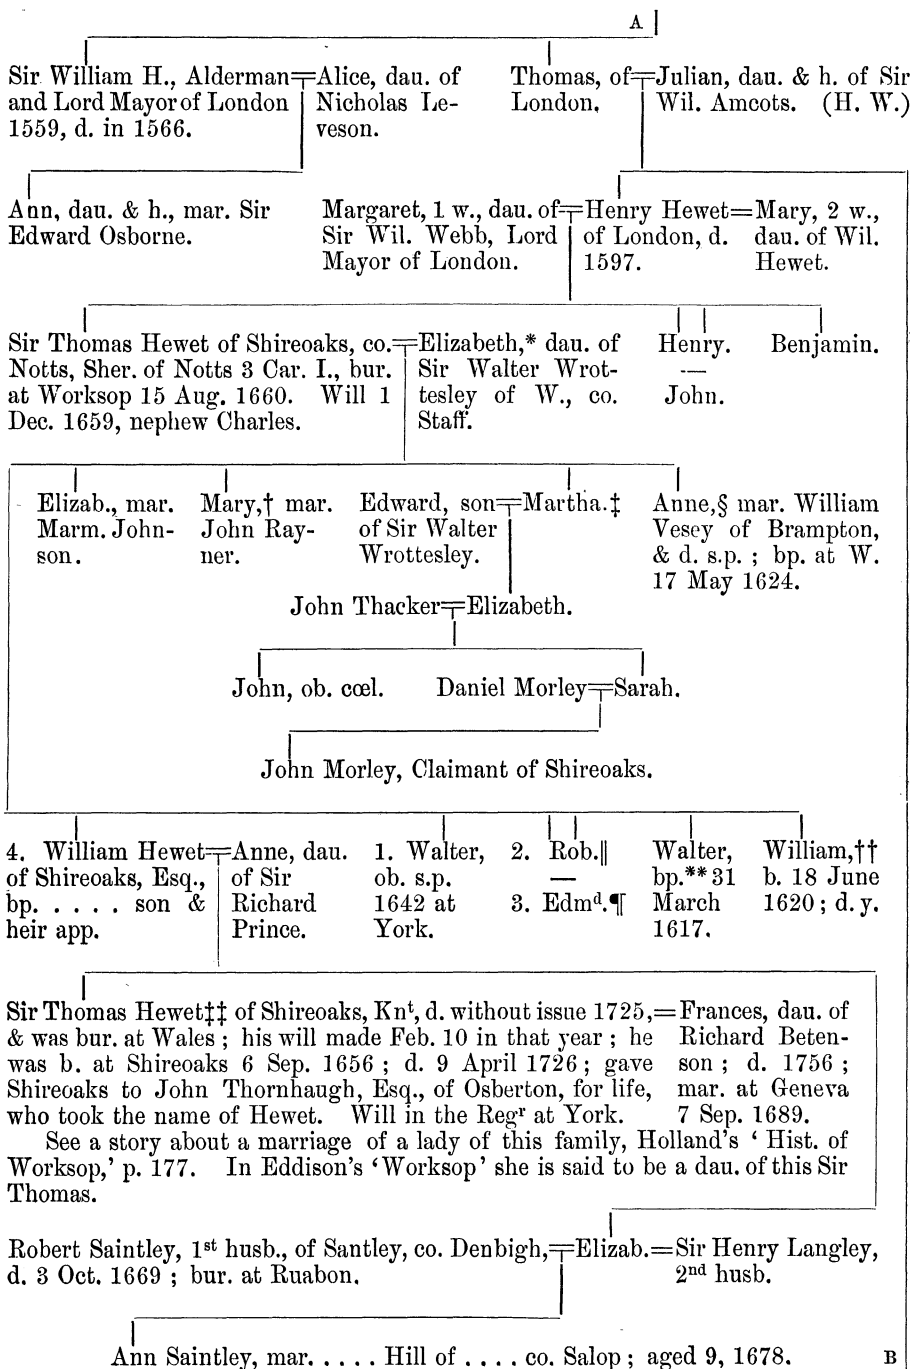 A
Sir William H., Alderman=Alice, dau. of
and Lord Mayor of London Nicholas Le-
1559, d. in 1566. veson.
Thomas, of=Julian, dau. & h. of Sir
London. Wil. Amcots. (H. W.)
Ann, dau. & h., mar. Sir
Edward Osborne.
Margaret, 1 w., dau. of=Henry Hewet=Mary, 2 w.,
Sir Wil. Webb, Lord of London, d. dau. of Wil.
Mayor of London. 1597. Hewet.
Sir Thomas Hewet of Shireoaks, co.=Elizabeth,* dau. of
Notts, Sher. of Notts 3 Car. I., bur. Sir Walter Wrot-
at Worksop 15 Aug. 1660. Will 1 tesley of W., co.
Dec. 1659, nephew Charles. Staff.
Henry.
—
John.
Benjamin.
Elizab., mar.
Marm. John-
son.
Mary,† mar.
John Ray-
ner.
Edward, son=Martha.‡
of Sir Walter
Wrottesley.
Anne,§ mar. William
Vesey of Brampton,
& d. s.p. ; bp. at W.
17 May 1624.
John Thacker=Elizabeth.
John, ob. cœl.
Daniel Morley=Sarah.
John Morley, Claimant of Shireoaks.
4. William Hewet=Anne, dau.
of Shireoaks, Esq., of Sir
bp. . . . . . son & Richard
heir app. Prince.
1. Walter,
ob. s.p.
1642 at
York.
2. Rob.‖
—
3. Edmᵈ.¶
Walter,
bp.** 31
March
1617.
William,††
b. 18 June
1620 ; d. y.
Sir Thomas Hewet‡‡ of Shireoaks, Knᵗ, d. without issue 1725,=Frances, dau. of
& was bur. at Wales ; his will made Feb. 10 in that year ; he Richard Beten-
was b. at Shireoaks 6 Sep. 1656 ; d. 9 April 1726 ; gave son ; d. 1756 ;
Shireoaks to John Thornhaugh, Esq., of Osberton, for life, mar. at Geneva
who took the name of Hewet. Will in the Regʳ at York. 7 Sep. 1689.
See a story about a marriage of a lady of this family, Holland's ‘ Hist. of
Worksop,’ p. 177. In Eddison's ‘Worksop’ she is said to be a dau. of this Sir
Thomas.
Robert Saintley, 1ˢᵗ husb., of Santley, co. Denbigh,=Elizab.=Sir Henry Langley,
d. 3 Oct. 1669 ; bur. at Ruabon. 2ⁿᵈ husb.
Ann Saintley, mar. . . . . . Hill of . . . . co. Salop ; aged 9, 1678.
B